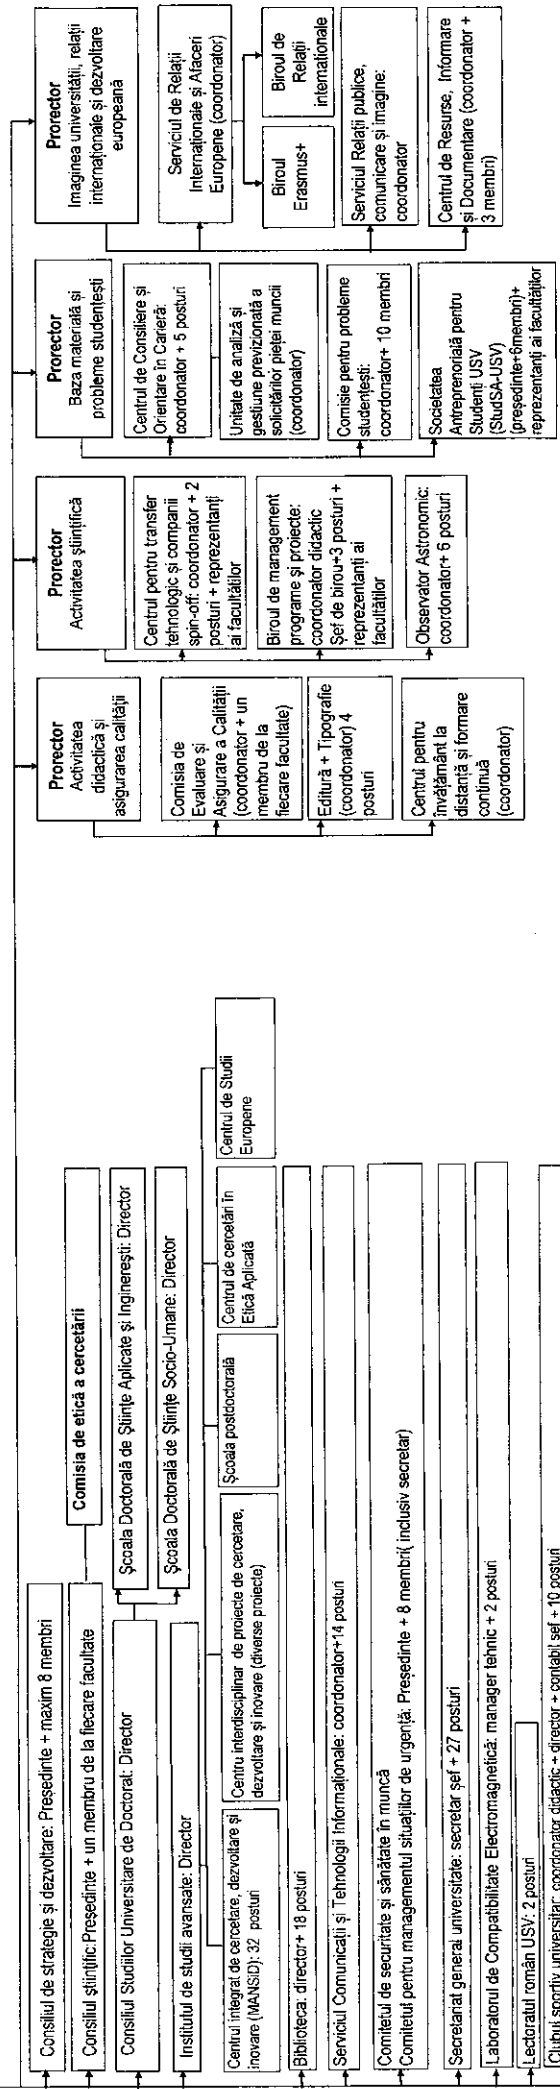 Consiliul de strategie și dezvoltare: Președinte + maxim 8 membri
Consiliul științific: Președinte + un membru de la fiecare facultate
Comisia de etică a cercetării
Consiliul Studiilor Universitare de Doctorat: Director
Școala Doctorală de Științe Aplicate și Inginerești: Director
Școala Doctorală de Științe Socio-Umane: Director
Institutul de studii avansate: Director
Centrul integrat de cercetare, dezvoltare și
inovare (MANSID): 32 posturi
Centru interdisciplinar de proiecte de cercetare,
dezvoltare și inovare (diverse proiecte)
Școala postdoctorală
Centrul de cercetări în
Etică Aplicată
Centrul de Studii
Europene
Biblioteca: director+ 18 posturi
Serviciul Comunicații și Tehnologii Informaționale: coordonator+14 posturi
Comitetul de securitate și sănătate în muncă
Comitetul pentru managementul situațiilor de urgență: Președinte + 8 membri( inclusiv secretar)
Secretariat general universitate: secretar șef + 27 posturi
Laboratorul de Compatibilitate Electromagnetică: manager tehnic + 2 posturi
Lectoratul român USV: 2 posturi
Clubul sportiv universitar: coordonator didactic + director + contabil șef + 10 posturi
Prorector
Activitatea
didactică și
asigurarea calității
Comisia de
Evaluare și
Asigurare a Calității
(coordonator + un
membru de la
fiecare facultate)
Editură + Tipografie
(coordonator) 4
posturi
Centrul pentru
învățământ la
distanță și formare
continuă
(coordonator)
Prorector
Activitatea științifică
Centrul pentru transfer
tehnologic și companii
spin-off: coordonator + 2
posturi + reprezentanți
ai facultăților
Biroul de management
programe și proiecte:
coordonator didactic
Șef de birou+3 posturi +
reprezentanți ai
facultăților
Observator Astronomic:
coordonator+ 6 posturi
Prorector
Baza materială și
probleme studențești
Centrul de Consiliere și
Orientare în Carieră:
coordonator + 5 posturi
Unitate de analiză și
gestiune previzionată a
solicitărilor pieței muncii
(coordonator)
Comisie pentru probleme
studențești:
coordonator+ 10 membri
Societatea
Antreprenorială pentru
Studenți USV
(StudSA-USV)
(președinte+6membri)+
reprezentanți ai facultăților
Prorector
Imaginea universității, relații
internaționale și dezvoltare
europeană
Serviciul de Relații
Internaționale și Afaceri
Europene (coordonator)
Biroul
Erasmus+
Biroul de
Relații
internationale
Serviciul Relații publice,
comunicare și imagine:
coordonator
Centrul de Resurse, Informare
și Documentare (coordonator +
3 membri)